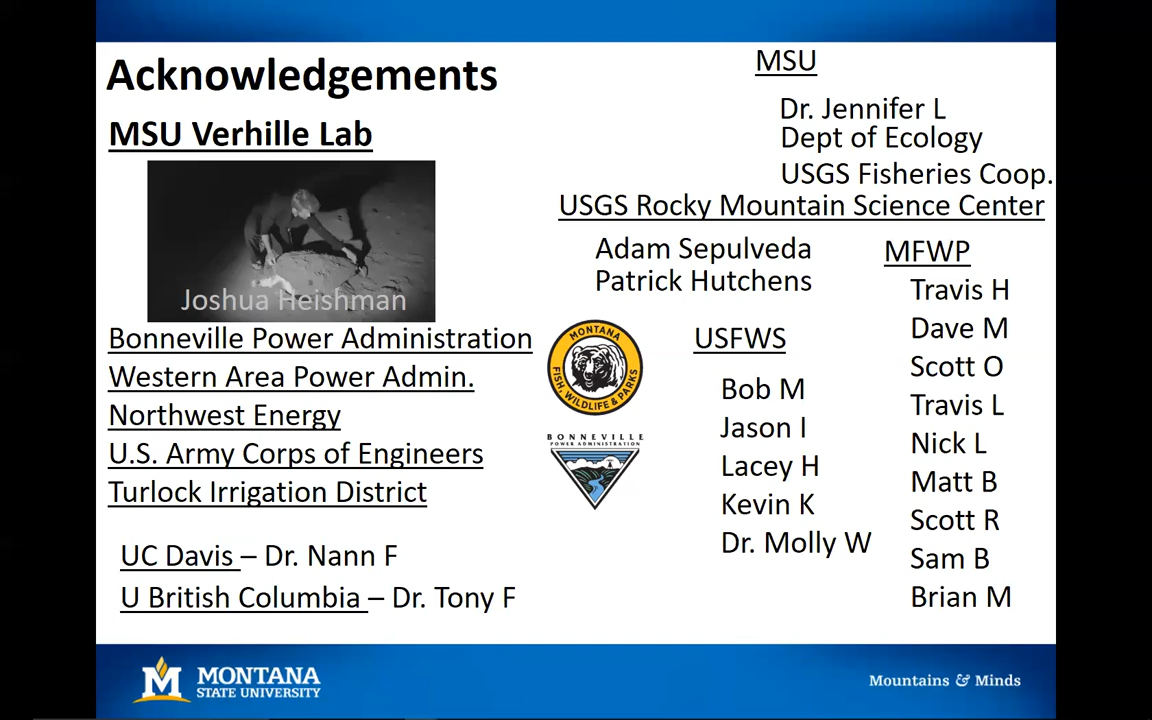 Acknowledgements
MSU Verhille Lab
Joshua Heishman
Bonneville Power Administration
Western Area Power Admin.
Northwest Energy
U.S. Army Corps of Engineers
Turlock Irrigation District
UC Davis – Dr. Nann F
U British Columbia – Dr. Tony F
MSU
Dr. Jennifer L
Dept of Ecology
USGS Fisheries Coop.
USGS Rocky Mountain Science Center
Adam Sepulveda
Patrick Hutchens
MONTANA
FISH, WILDLIFE & PARKS
BONNEVILLE
POWER ADMINISTRATION
USFWS
Bob M
Jason I
Lacey H
Kevin K
Dr. Molly W
MFWP
Travis H
Dave M
Scott O
Travis L
Nick L
Matt B
Scott R
Sam B
Brian M
M MONTANA
STATE UNIVERSITY
Mountains & Minds